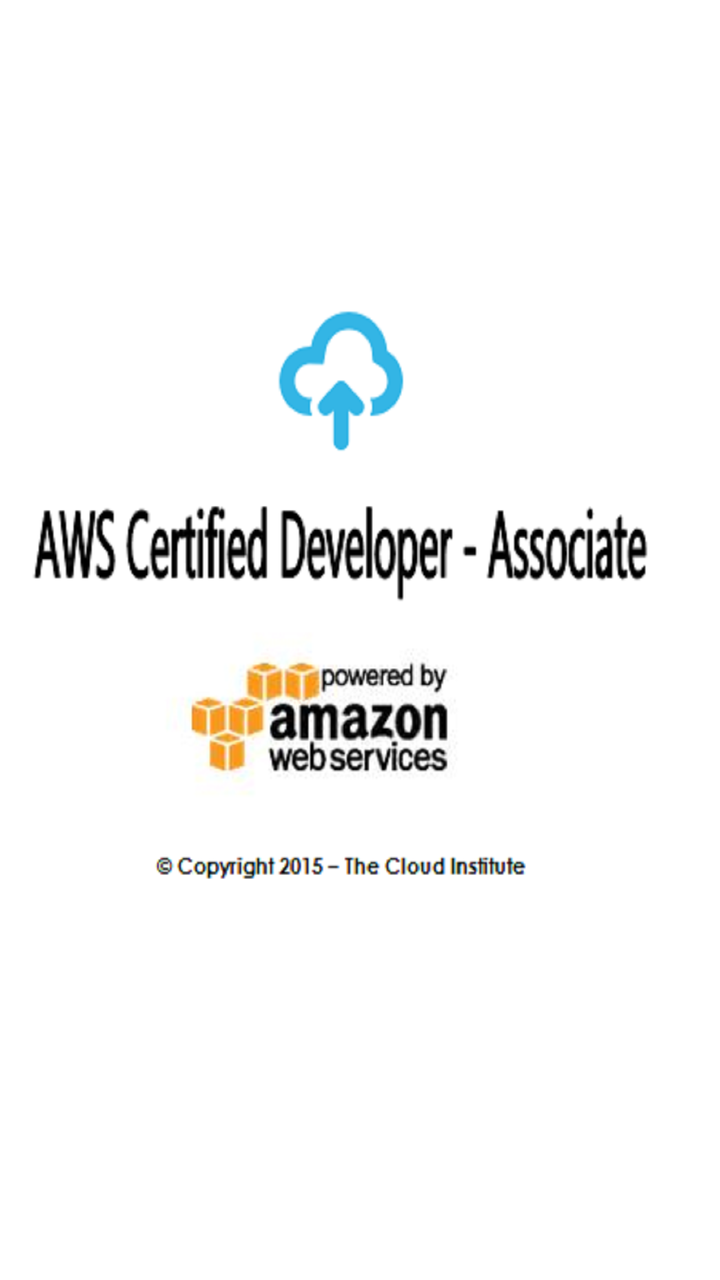 AWS Certified Developer - Associate
powered by
amazon
web services
© Copyright 2015 – The Cloud Institute